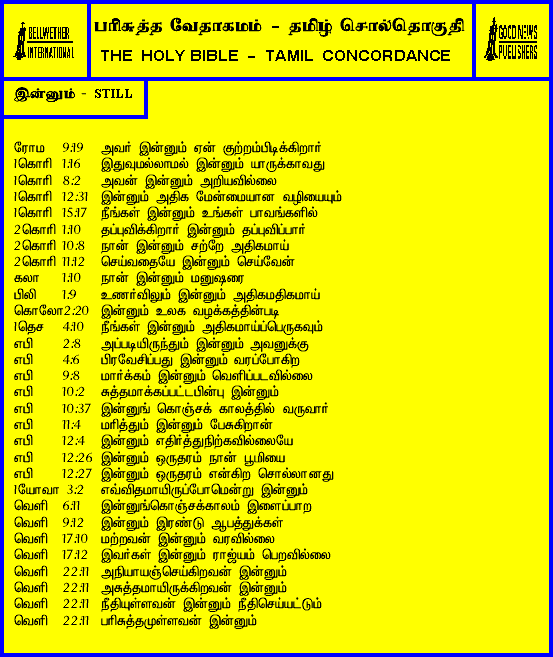 BELLWETHER
INTERNATIONAL
பரிசுத்த வேதாகமம் - தமிழ் சொல்தொகுதி
THE HOLY BIBLE - TAMIL CONCORDANCE
GOOD NEWS
PUBLISHERS
இன்னும் - STILL
ரோம 9:19 அவர் இன்னும் ஏன் குற்றம்பிடிக்கிறார்
1கொரி 1:16 இதுவுமல்லாமல் இன்னும் யாருக்காவது
1கொரி 8:2 அவன் இன்னும் அறியவில்லை
1கொரி 12:31 இன்னும் அதிக மேன்மையான வழியையும்
1கொரி 15:17 நீங்கள் இன்னும் உங்கள் பாவங்களில்
2கொரி 1:10 தப்புவிக்கிறார் இன்னும் தப்புவிப்பார்
2கொரி 10:8 நான் இன்னும் சற்றே அதிகமாய்
2கொரி 11:12 செய்வதையே இன்னும் செய்வேன்
கலா 1:10 நான் இன்னும் மனுஷரை
பிலி 1:9 உணர்விலும் இன்னும் அதிகமதிகமாய்
கொலோ 2:20 இன்னும் உலக வழக்கத்தின்படி
1தெச 4:10 நீங்கள் இன்னும் அதிகமாய்ப்பெருகவும்
எபி 2:8 அப்படியிருந்தும் இன்னும் அவனுக்கு
எபி 4:6 பிரவேசிப்பது இன்னும் வரப்போகிற
எபி 9:8 மார்க்கம் இன்னும் வெளிப்படவில்லை
எபி 10:2 சுத்தமாக்கப்பட்டபின்பு இன்னும்
எபி 10:37 இன்னுங் கொஞ்சக் காலத்தில் வருவார்
எபி 11:4 மரித்தும் இன்னும் பேசுகிறான்
எபி 12:4 இன்னும் எதிர்த்துநிற்கவில்லையே
எபி 12:26 இன்னும் ஒருதரம் நான் பூமியை
எபி 12:27 இன்னும் ஒருதரம் என்கிற சொல்லானது
1யோவா 3:2 எவ்விதமாயிருப்போமென்று இன்னும்
வெளி 6:11 இன்னுங்கொஞ்சக்காலம் இளைப்பாற
வெளி 9:12 இன்னும் இரண்டு ஆபத்துக்கள்
வெளி 17:10 மற்றவன் இன்னும் வரவில்லை
வெளி 17:12 இவர்கள் இன்னும் ராஜ்யம் பெறவில்லை
வெளி 22:11 அநியாயஞ்செய்கிறவன் இன்னும்
வெளி 22:11 அசுத்தமாயிருக்கிறவன் இன்னும்
வெளி 22:11 நீதியுள்ளவன் இன்னும் நீதிசெய்யட்டும்
வெளி 22:11 பரிசுத்தமுள்ளவன் இன்னும்